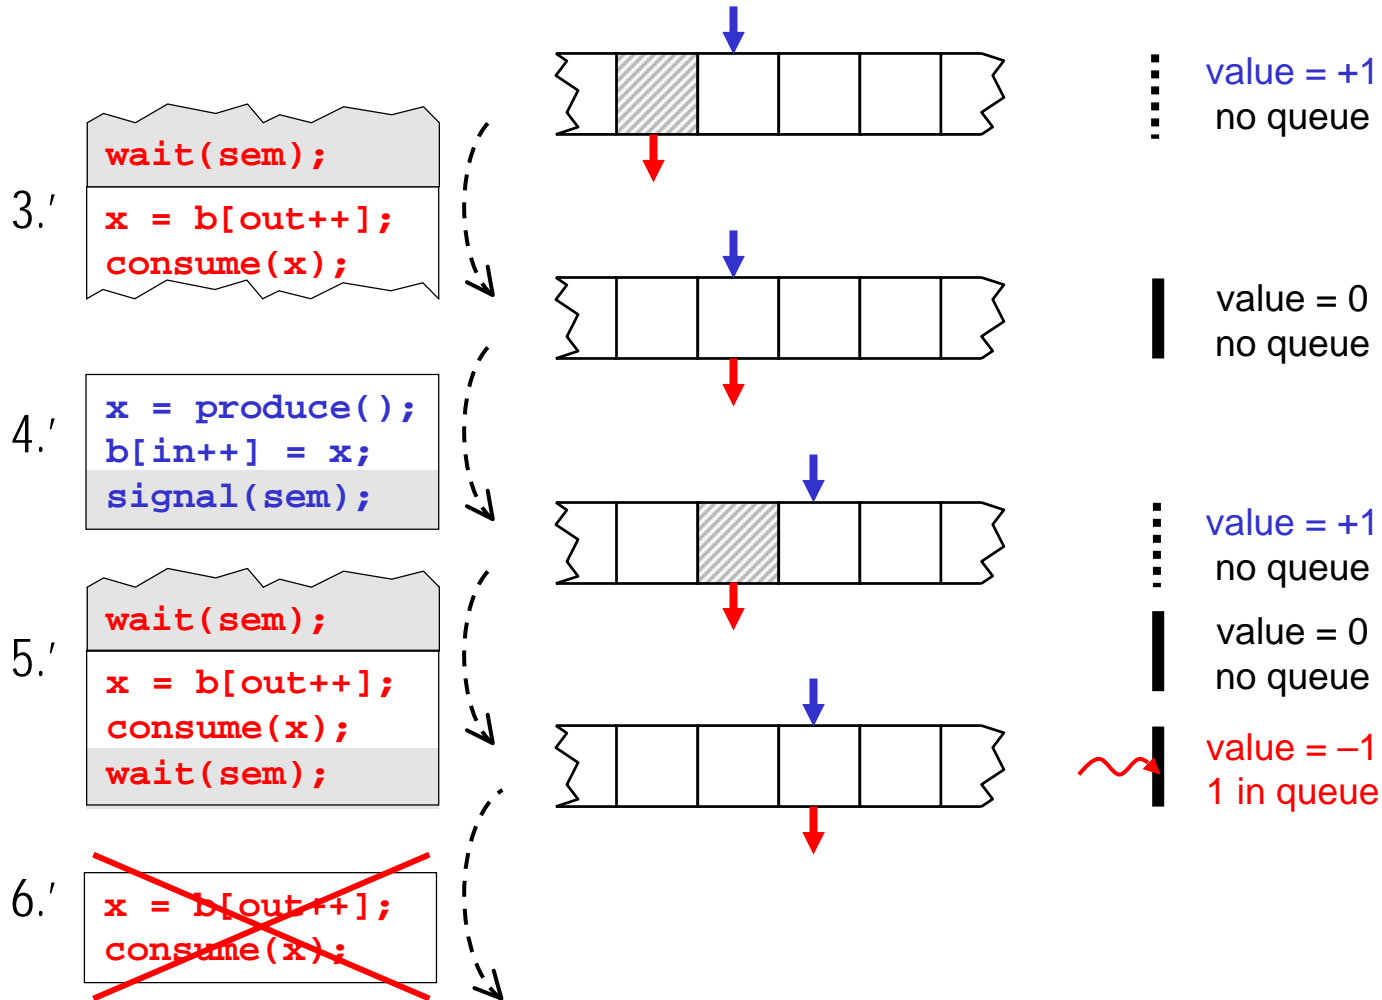 value = +1
no queue
3.'
wait(sem);
x = b[out++];
consume(x);
value = 0
no queue
4.'
x = produce();
b[in++] = x;
signal(sem);
value = +1
no queue
5.'
wait(sem);
x = b[out++];
consume(x);
wait(sem);
value = 0
no queue
value = –1
1 in queue
6.'
x = b[out++];
consume(x);